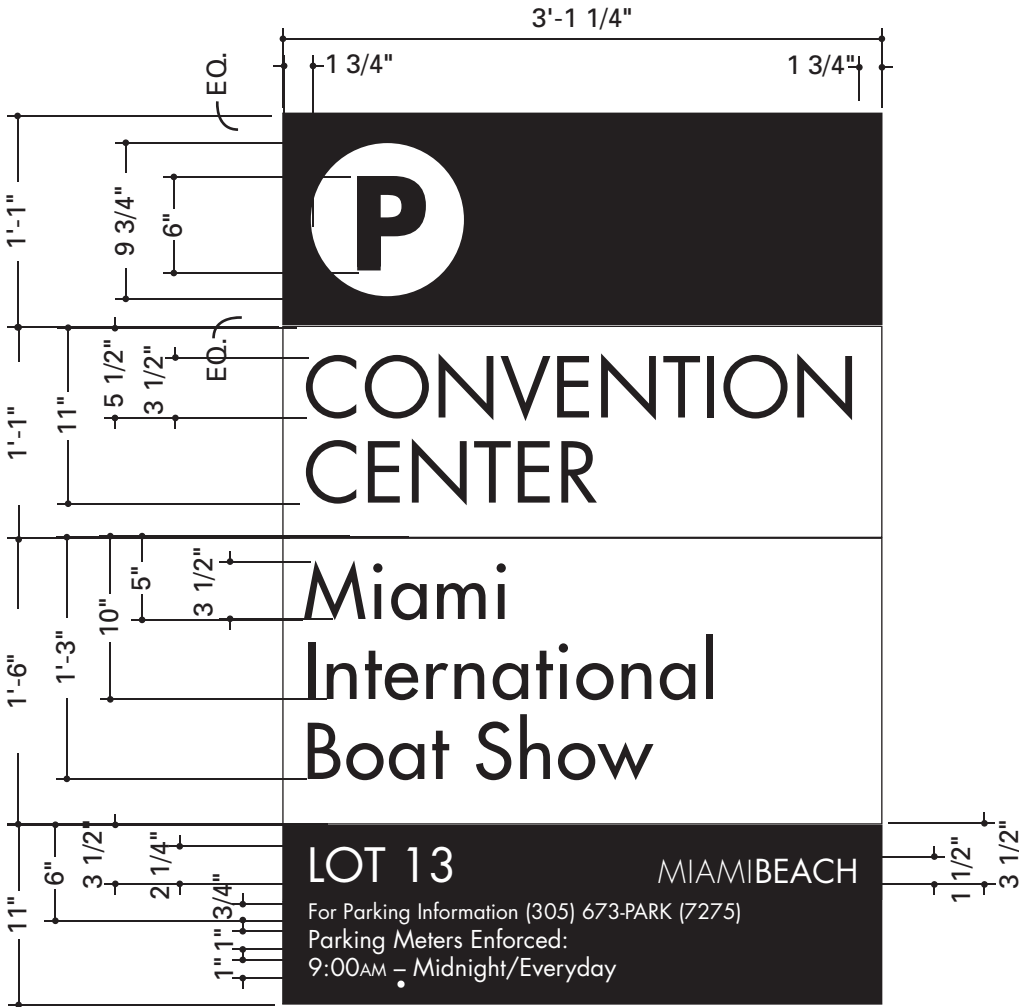 3'-1 1/4"
1 3/4"
1 3/4"
EQ.
1'-1"
9 3/4"
6"
P
EQ.
1'-1"
11"
5 1/2"
3 1/2"
CONVENTION
CENTER
1'-6"
1'-3"
10"
5"
3 1/2"
Miami
International
Boat Show
11"
6"
3 1/2"
2 1/4"
3/4"
1"
1"
LOT 13
MIAMIBEACH
For Parking Information (305) 673-PARK (7275)
Parking Meters Enforced:
9:00AM – Midnight/Everyday
1 1/2"
3 1/2"